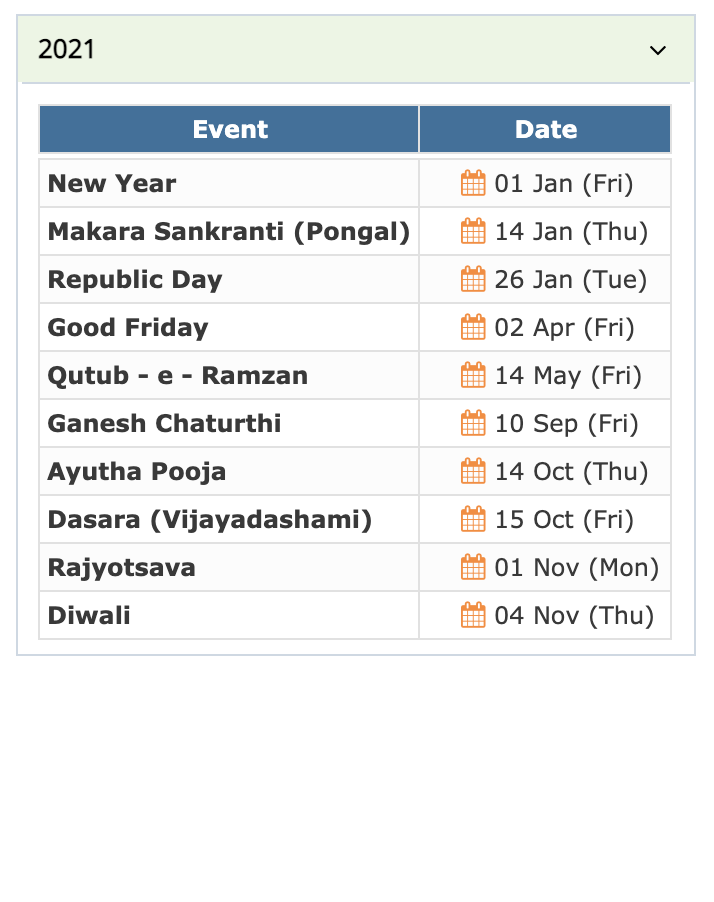 2021
Event Date
New Year 01 Jan (Fri)
Makara Sankranti (Pongal) 14 Jan (Thu)
Republic Day 26 Jan (Tue)
Good Friday 02 Apr (Fri)
Qutub - e - Ramzan 14 May (Fri)
Ganesh Chaturthi 10 Sep (Fri)
Ayutha Pooja 14 Oct (Thu)
Dasara (Vijayadashami) 15 Oct (Fri)
Rajyotsava 01 Nov (Mon)
Diwali 04 Nov (Thu)